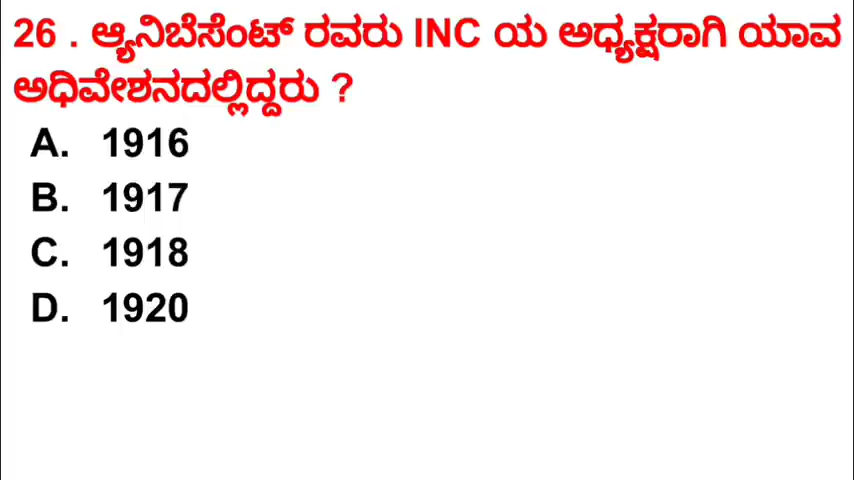 26 . ಆ್ಯನಿಬೆಸೆಂಟ್ ರವರು INC ಯ ಅಧ್ಯಕ್ಷರಾಗಿ ಯಾವ
ಅಧಿವೇಶನದಲ್ಲಿದ್ದರು ?
A. 1916
B. 1917
C. 1918
D. 1920